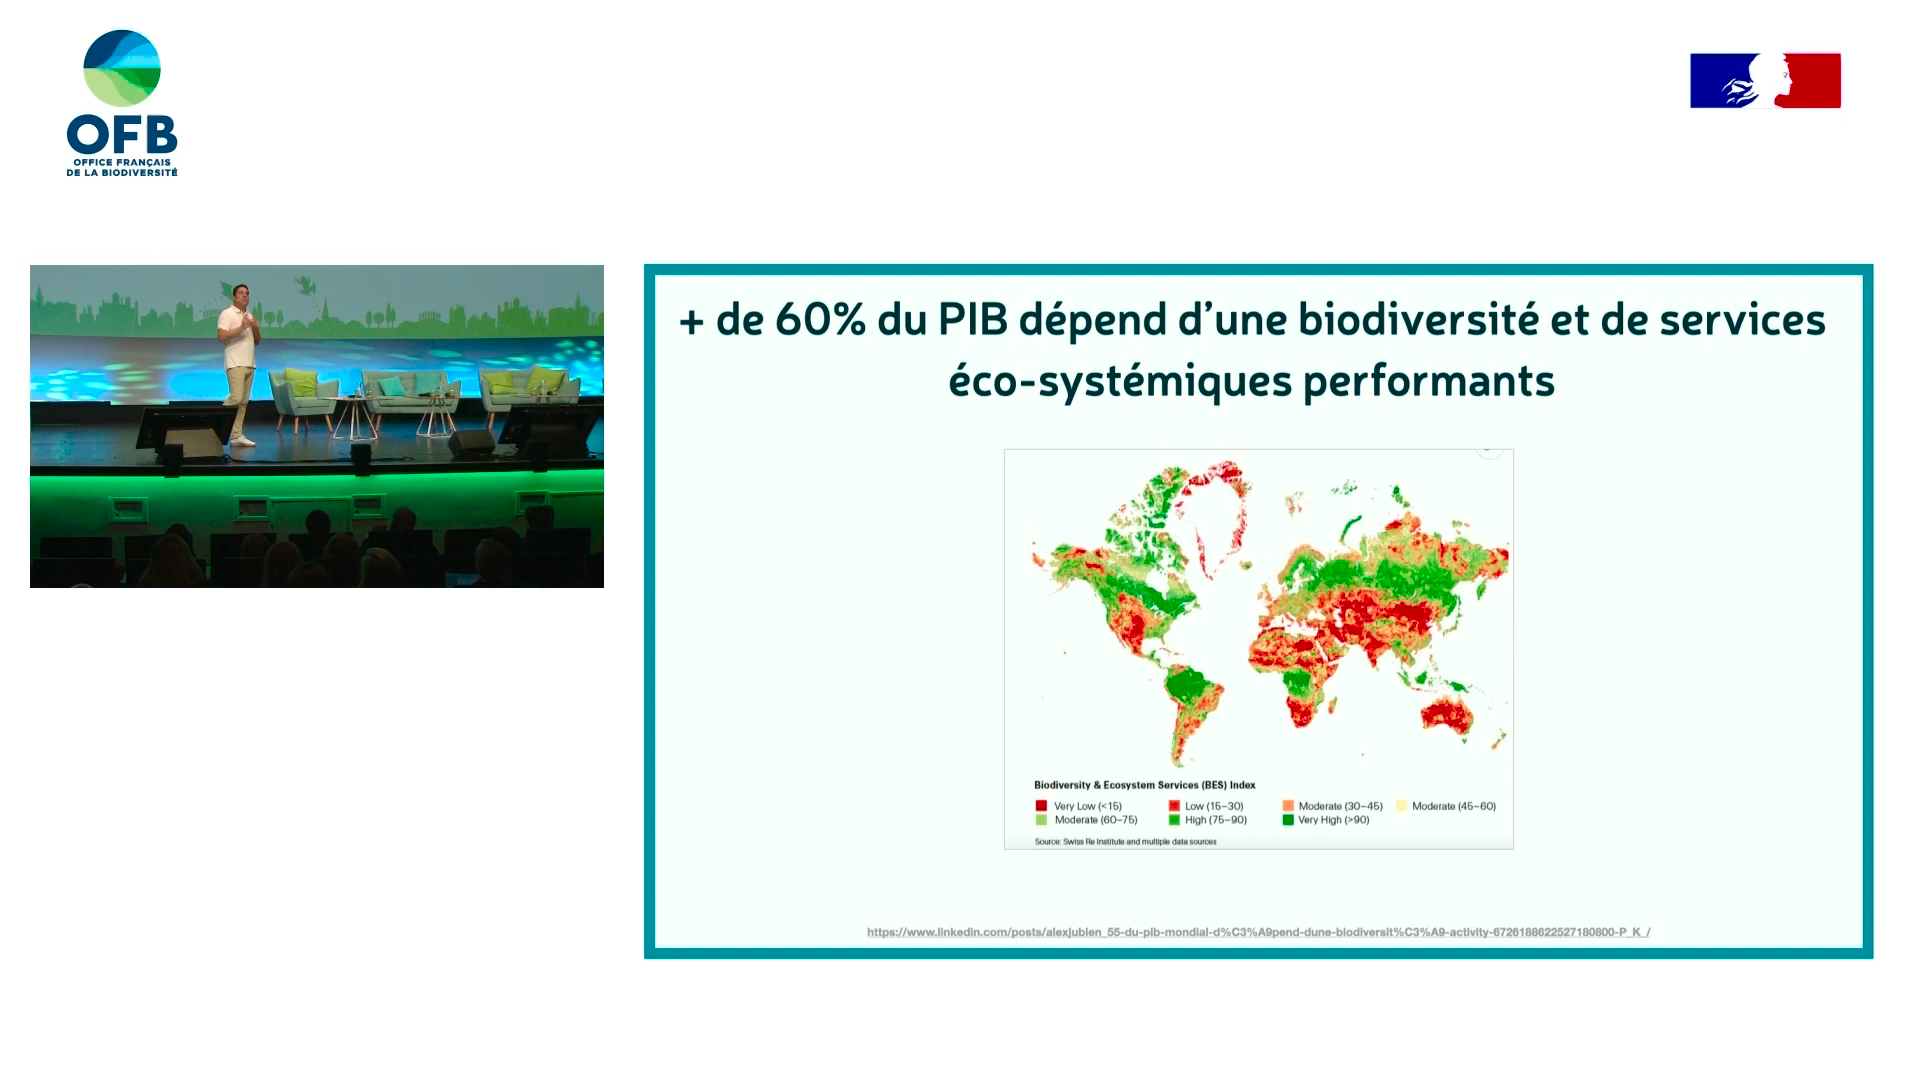 OFB
OFFICE FRANÇAIS
DE LA BIODIVERSITÉ
+ de 60% du PIB dépend d’une biodiversité et de services
éco-systémiques performants
Biodiversity & Ecosystem Services (BES) Index
Very Low (<15) Low (15–30) Moderate (30–45) Moderate (45–60)
Moderate (60–75) High (75–90) Very High (>90)
Source: Swiss Re Institute and multiple data sources
https://www.linkedin.com/posts/alexjubien_55-du-pib-mondial-d%C3%A9pend-dune-biodiversit%C3%A9-activity-6726188622527180800-P_K_/